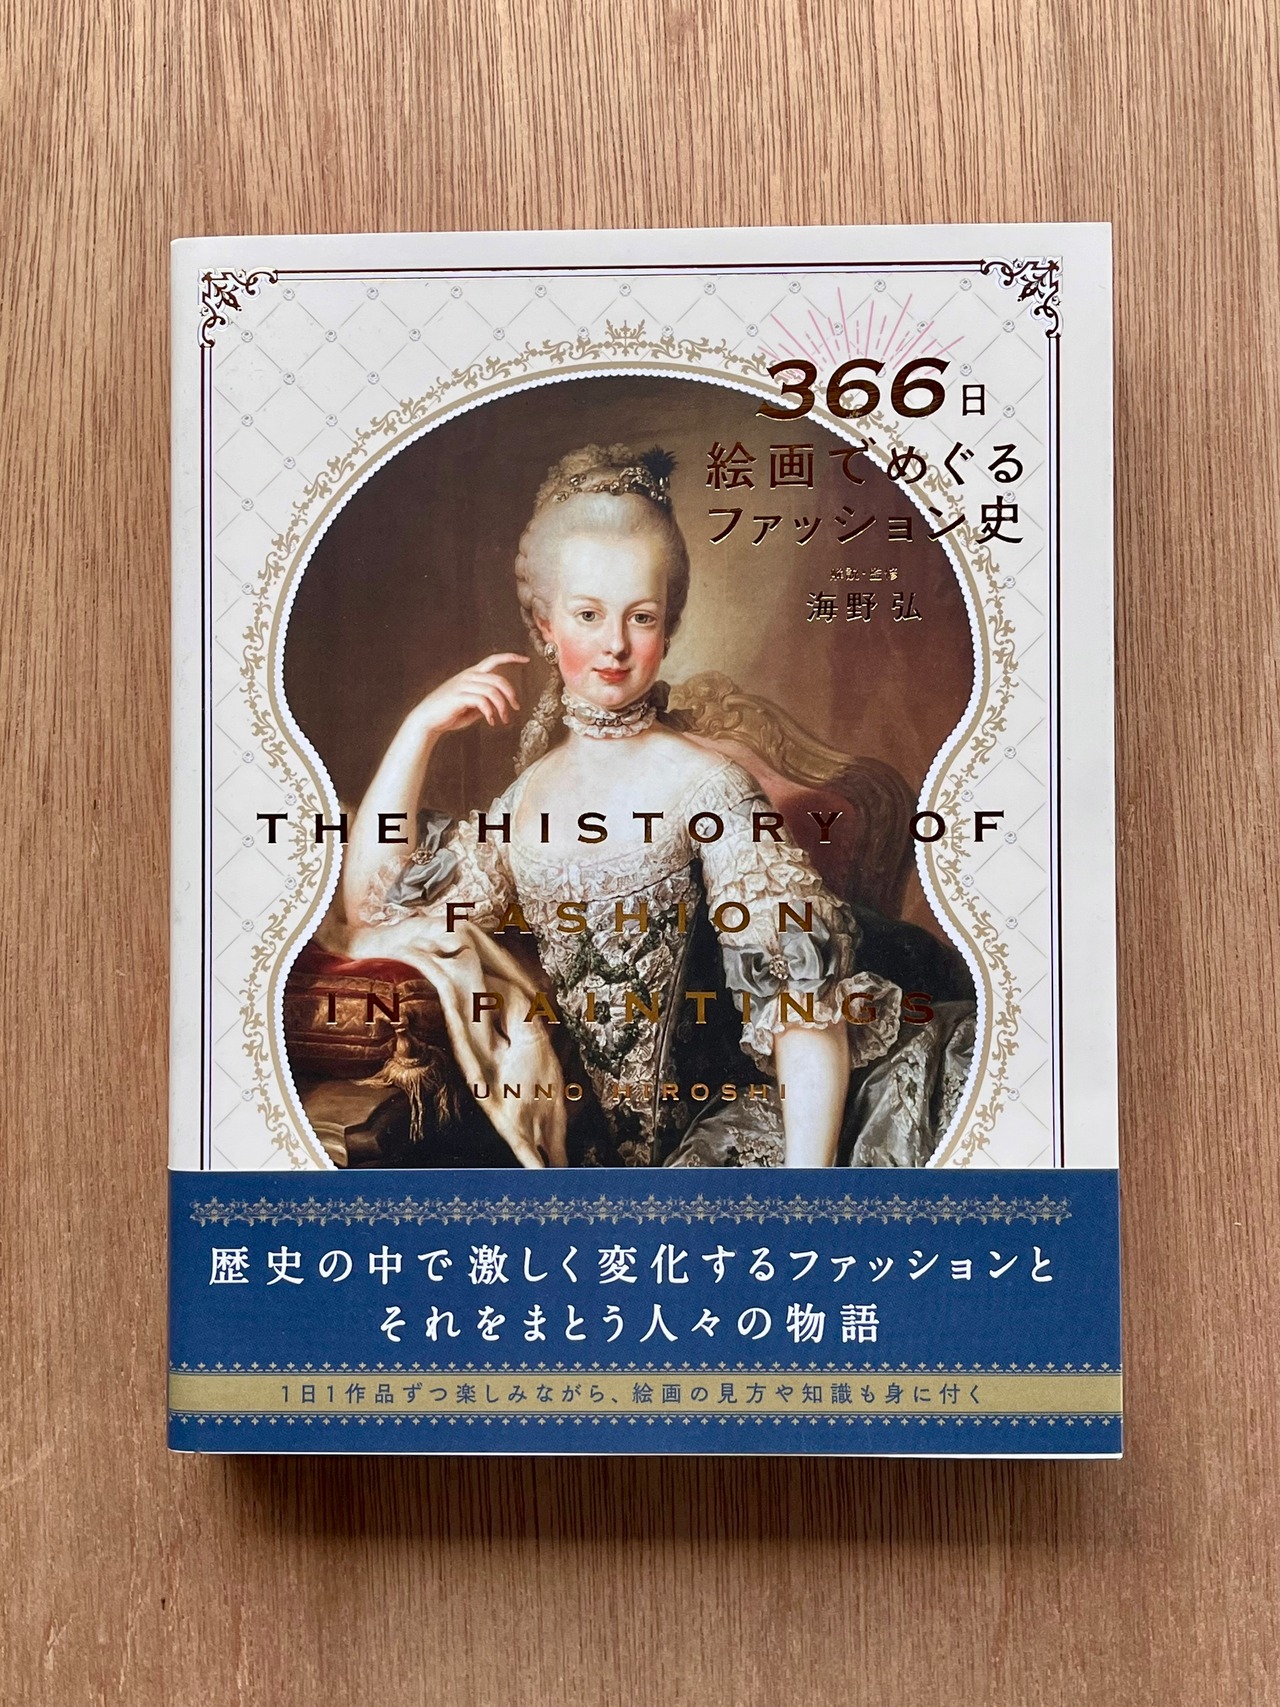 366日
絵画でめぐる
ファッション史
解説・監修
海野 弘
THE HISTORY OF
FASHION
IN PAINTINGS
UNNO HIROSHI
歴史の中で激しく変化するファッションと
それをまとう人々の物語
1日1作品ずつ楽しみながら、絵画の見方や知識も身に付く